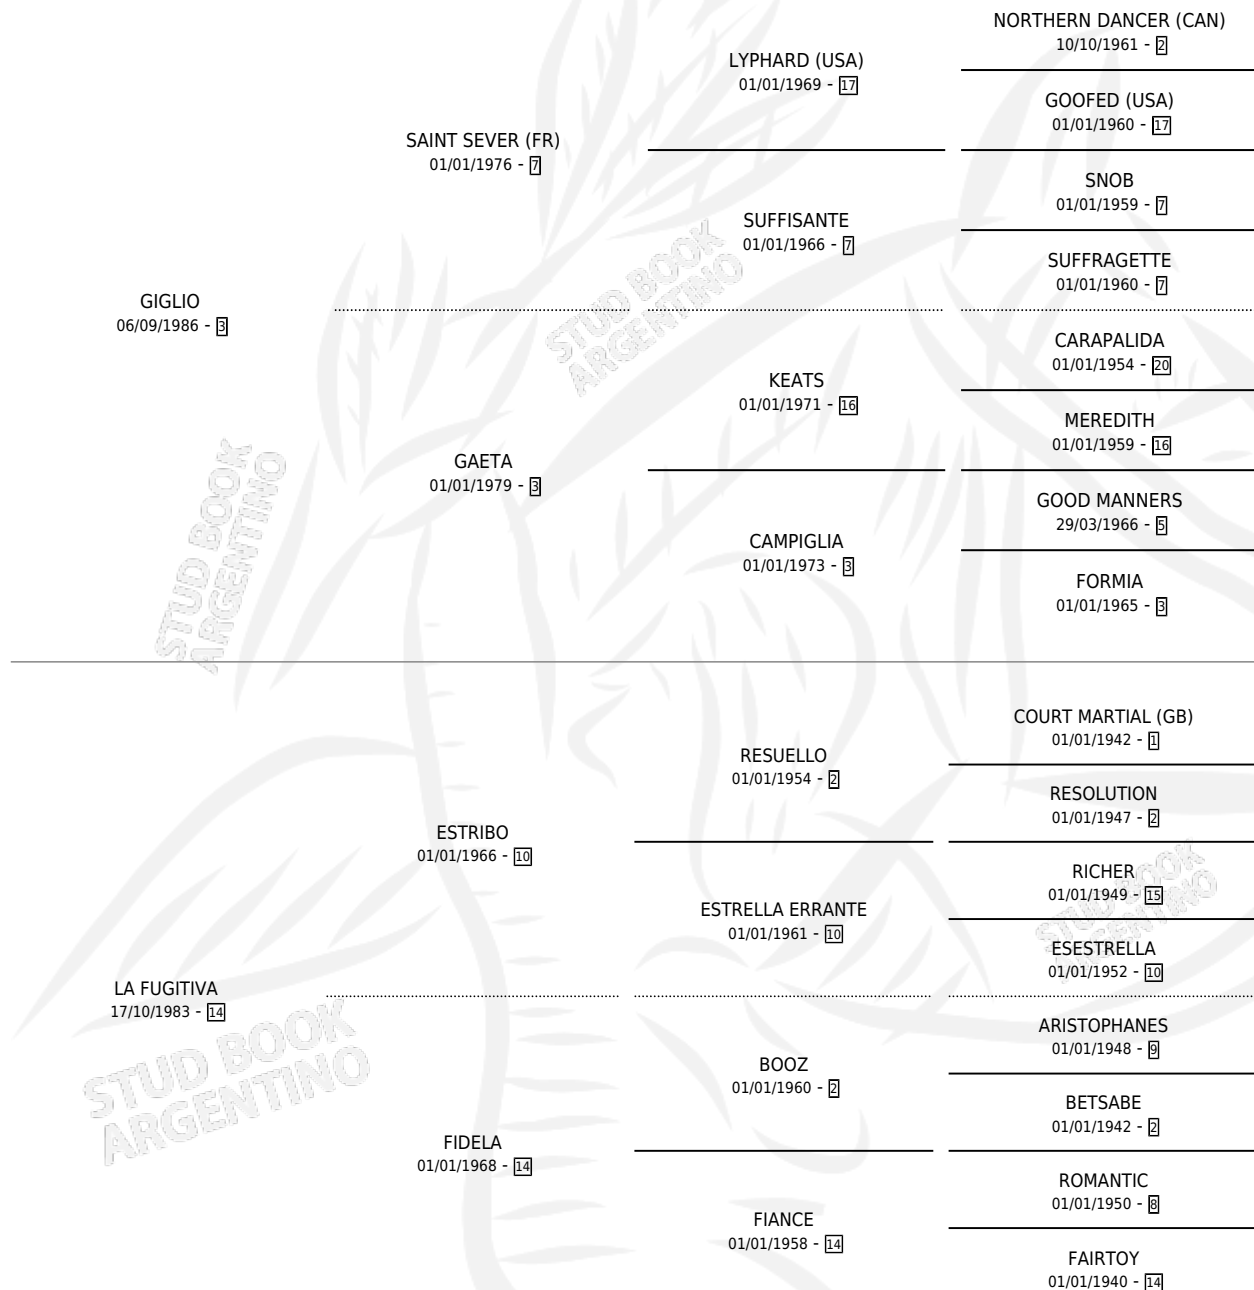 NORTHERN DANCER (CAN)
10/10/1961 - 2
LYPHARD (USA)
01/01/1969 - 17
GOOFED (USA)
01/01/1960 - 17
SAINT SEVER (FR)
01/01/1976 - 7
SNOB
01/01/1959 - 7
SUFFISANTE
01/01/1966 - 7
SUFFRAGETTE
01/01/1960 - 7
GIGLIO
06/09/1986 - 3
CARAPALIDA
01/01/1954 - 20
KEATS
01/01/1971 - 16
MEREDITH
01/01/1959 - 16
GAETA
01/01/1979 - 3
GOOD MANNERS
29/03/1966 - 5
CAMPIGLIA
01/01/1973 - 3
FORMIA
01/01/1965 - 3
COURT MARTIAL (GB)
01/01/1942 - 1
RESUELLO
01/01/1954 - 2
RESOLUTION
01/01/1947 - 2
ESTRIBO
01/01/1966 - 10
RICHER
01/01/1949 - 15
ESTRELLA ERRANTE
01/01/1961 - 10
ESESTRELLA
01/01/1952 - 10
LA FUGITIVA
17/10/1983 - 14
ARISTOPHANES
01/01/1948 - 9
BOOZ
01/01/1960 - 2
BETSABE
01/01/1942 - 2
FIDELA
01/01/1968 - 14
ROMANTIC
01/01/1950 - 8
FIANCE
01/01/1958 - 14
FAIRTOY
01/01/1940 - 14
STUD BOOK
ARGENTINO
STUD BOOK
ARGENTINO
STUD BOOK
ARGENTINO
STUD BOOK
ARGENTINO